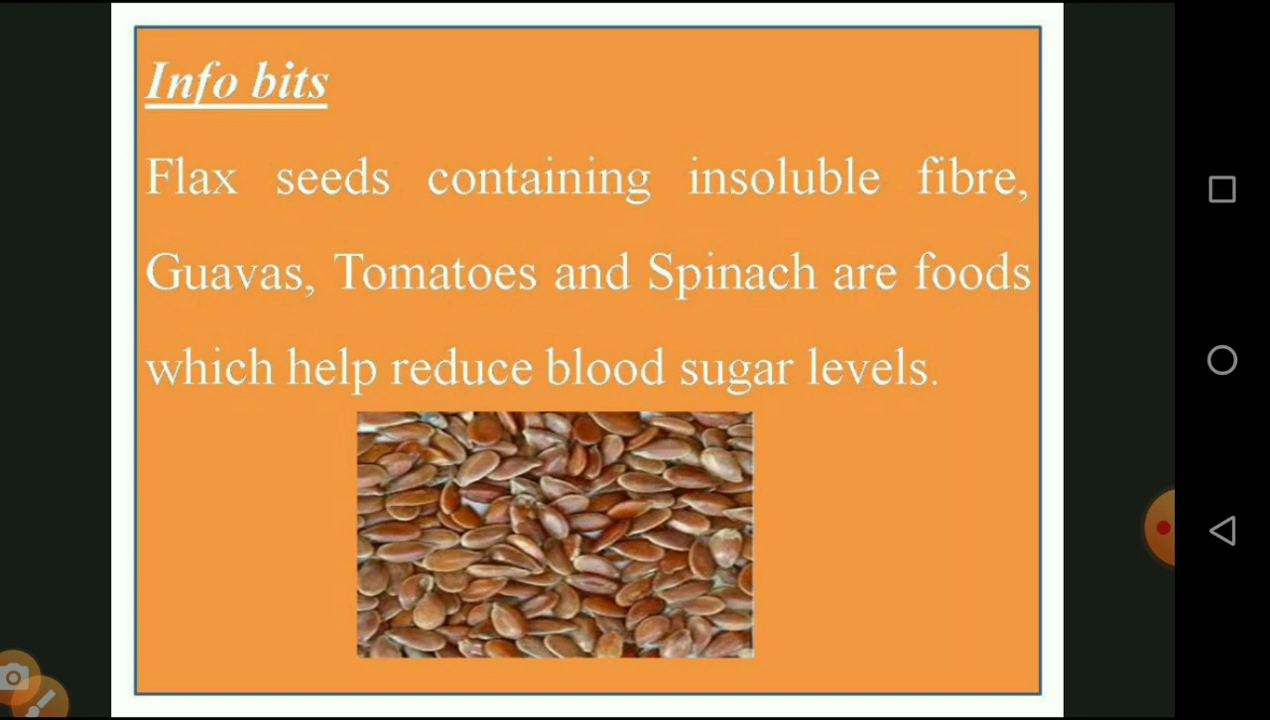 Info bits
Flax seeds containing insoluble fibre,
Guavas, Tomatoes and Spinach are foods
which help reduce blood sugar levels.